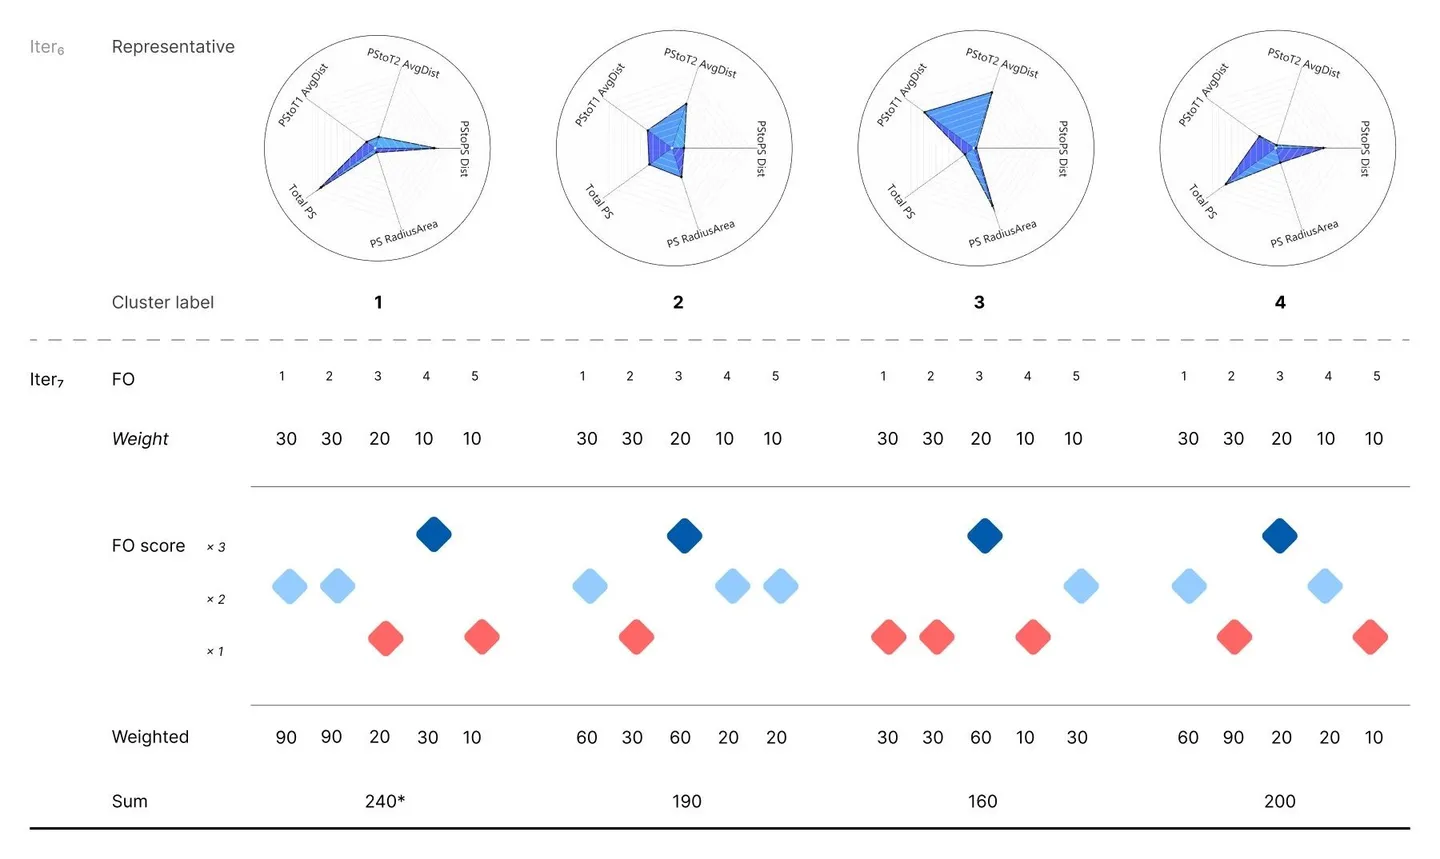 Iter₆ Representative
PStoT1 AvgDist PStoT2 AvgDist PStoPS Dist PS RadiusArea Total PS
PStoT1 AvgDist PStoT2 AvgDist PStoPS Dist PS RadiusArea Total PS
PStoT1 AvgDist PStoT2 AvgDist PStoPS Dist PS RadiusArea Total PS
PStoT1 AvgDist PStoT2 AvgDist PStoPS Dist PS RadiusArea Total PS
Cluster label 1 2 3 4
Iter₇ FO 1 2 3 4 5 1 2 3 4 5 1 2 3 4 5 1 2 3 4 5
Weight 30 30 20 10 10 30 30 20 10 10 30 30 20 10 10 30 30 20 10 10
FO score × 3
× 2
× 1
Weighted 90 90 20 30 10 60 30 60 20 20 30 30 60 10 30 60 90 20 20 10
Sum 240* 190 160 200